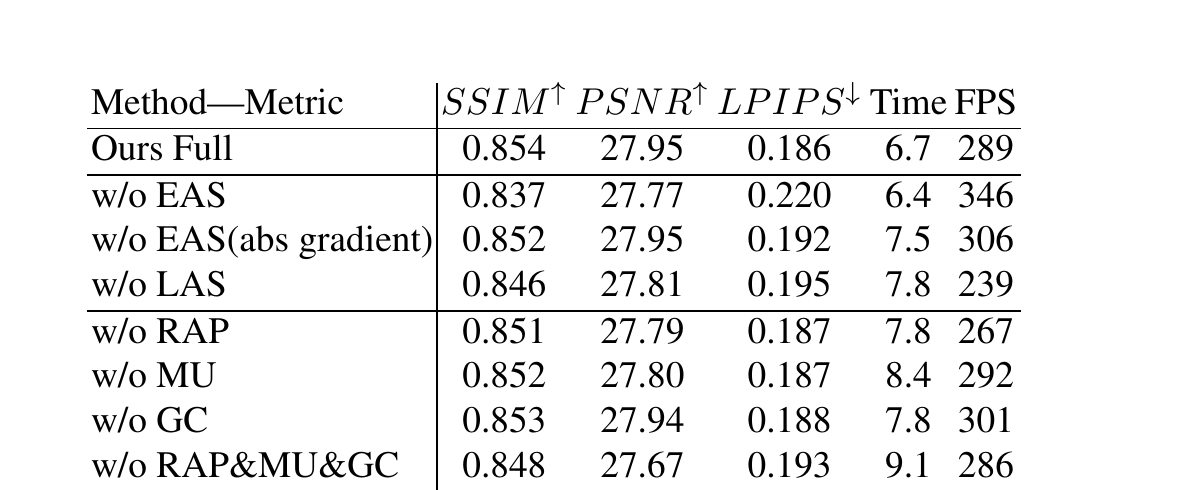 Method—Metric SSIM↑ PSNR↑ LPIPS↓ Time FPS
Ours Full 0.854 27.95 0.186 6.7 289
w/o EAS 0.837 27.77 0.220 6.4 346
w/o EAS(abs gradient) 0.852 27.95 0.192 7.5 306
w/o LAS 0.846 27.81 0.195 7.8 239
w/o RAP 0.851 27.79 0.187 7.8 267
w/o MU 0.852 27.80 0.187 8.4 292
w/o GC 0.853 27.94 0.188 7.8 301
w/o RAP&MU&GC 0.848 27.67 0.193 9.1 286